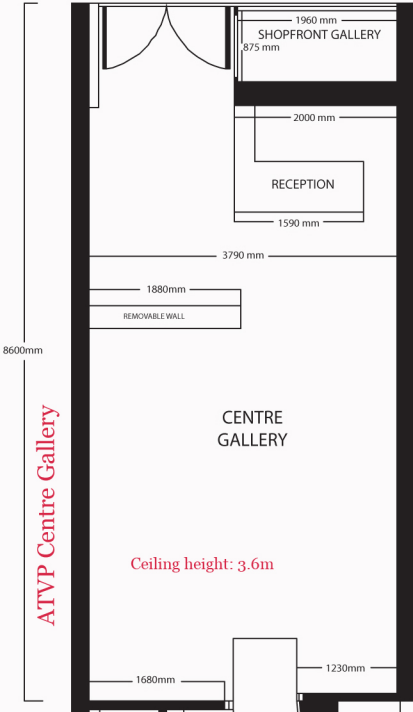 1960 mm
SHOPFRONT GALLERY
875 mm
2000 mm
RECEPTION
1590 mm
3790 mm
1880mm
REMOVABLE WALL
8600mm
CENTRE
GALLERY
ATVP Centre Gallery
Ceiling height: 3.6m
1230mm
1680mm